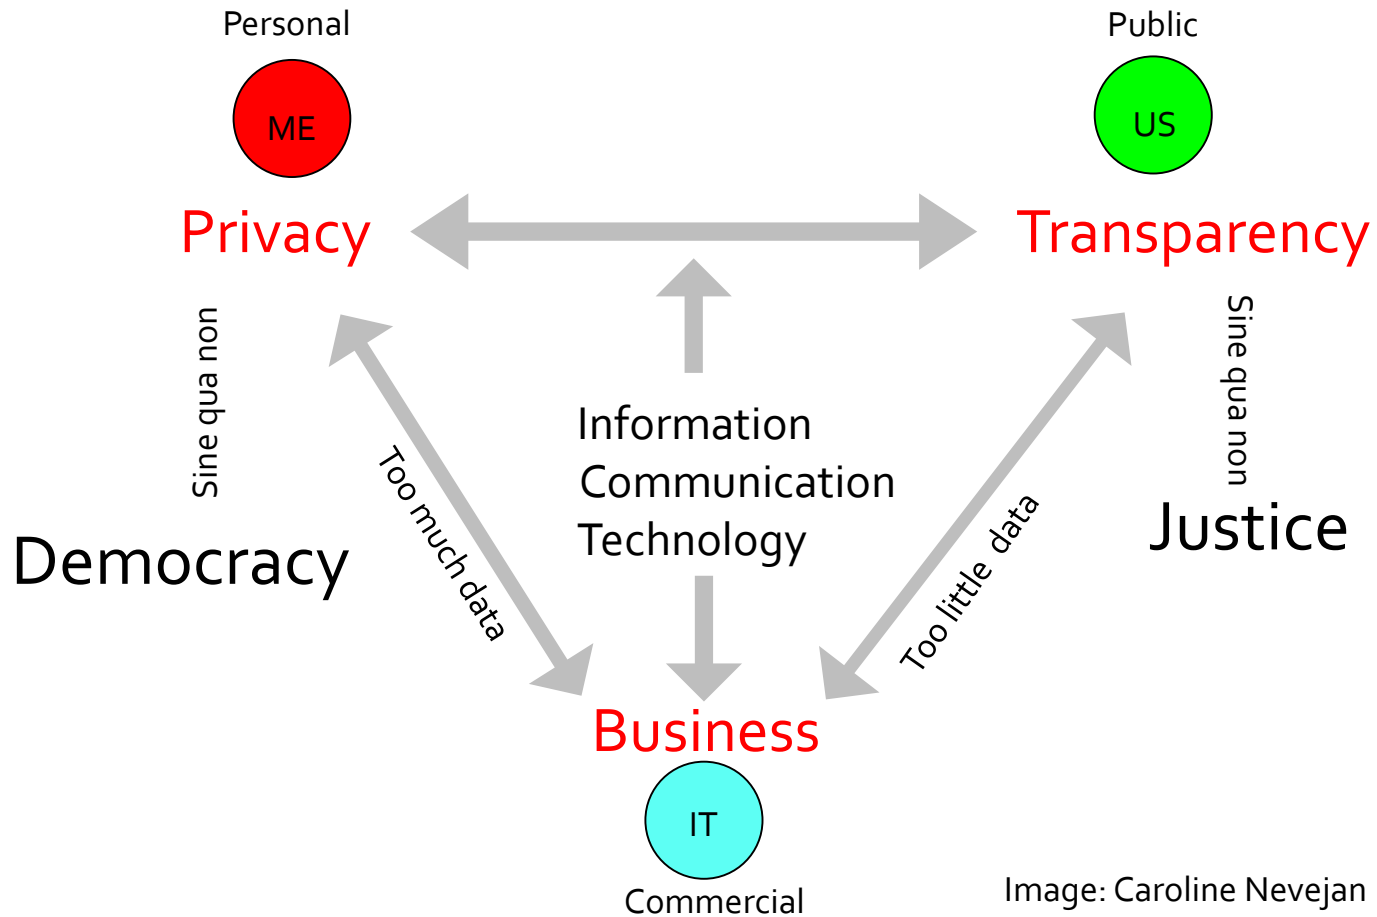 Personal
Public
ME
US
Privacy
Transparency
Sine qua non
Sine qua non
Information
Communication
Technology
Too much data
Too little data
Democracy
Justice
Business
IT
Commercial
Image: Caroline Nevejan